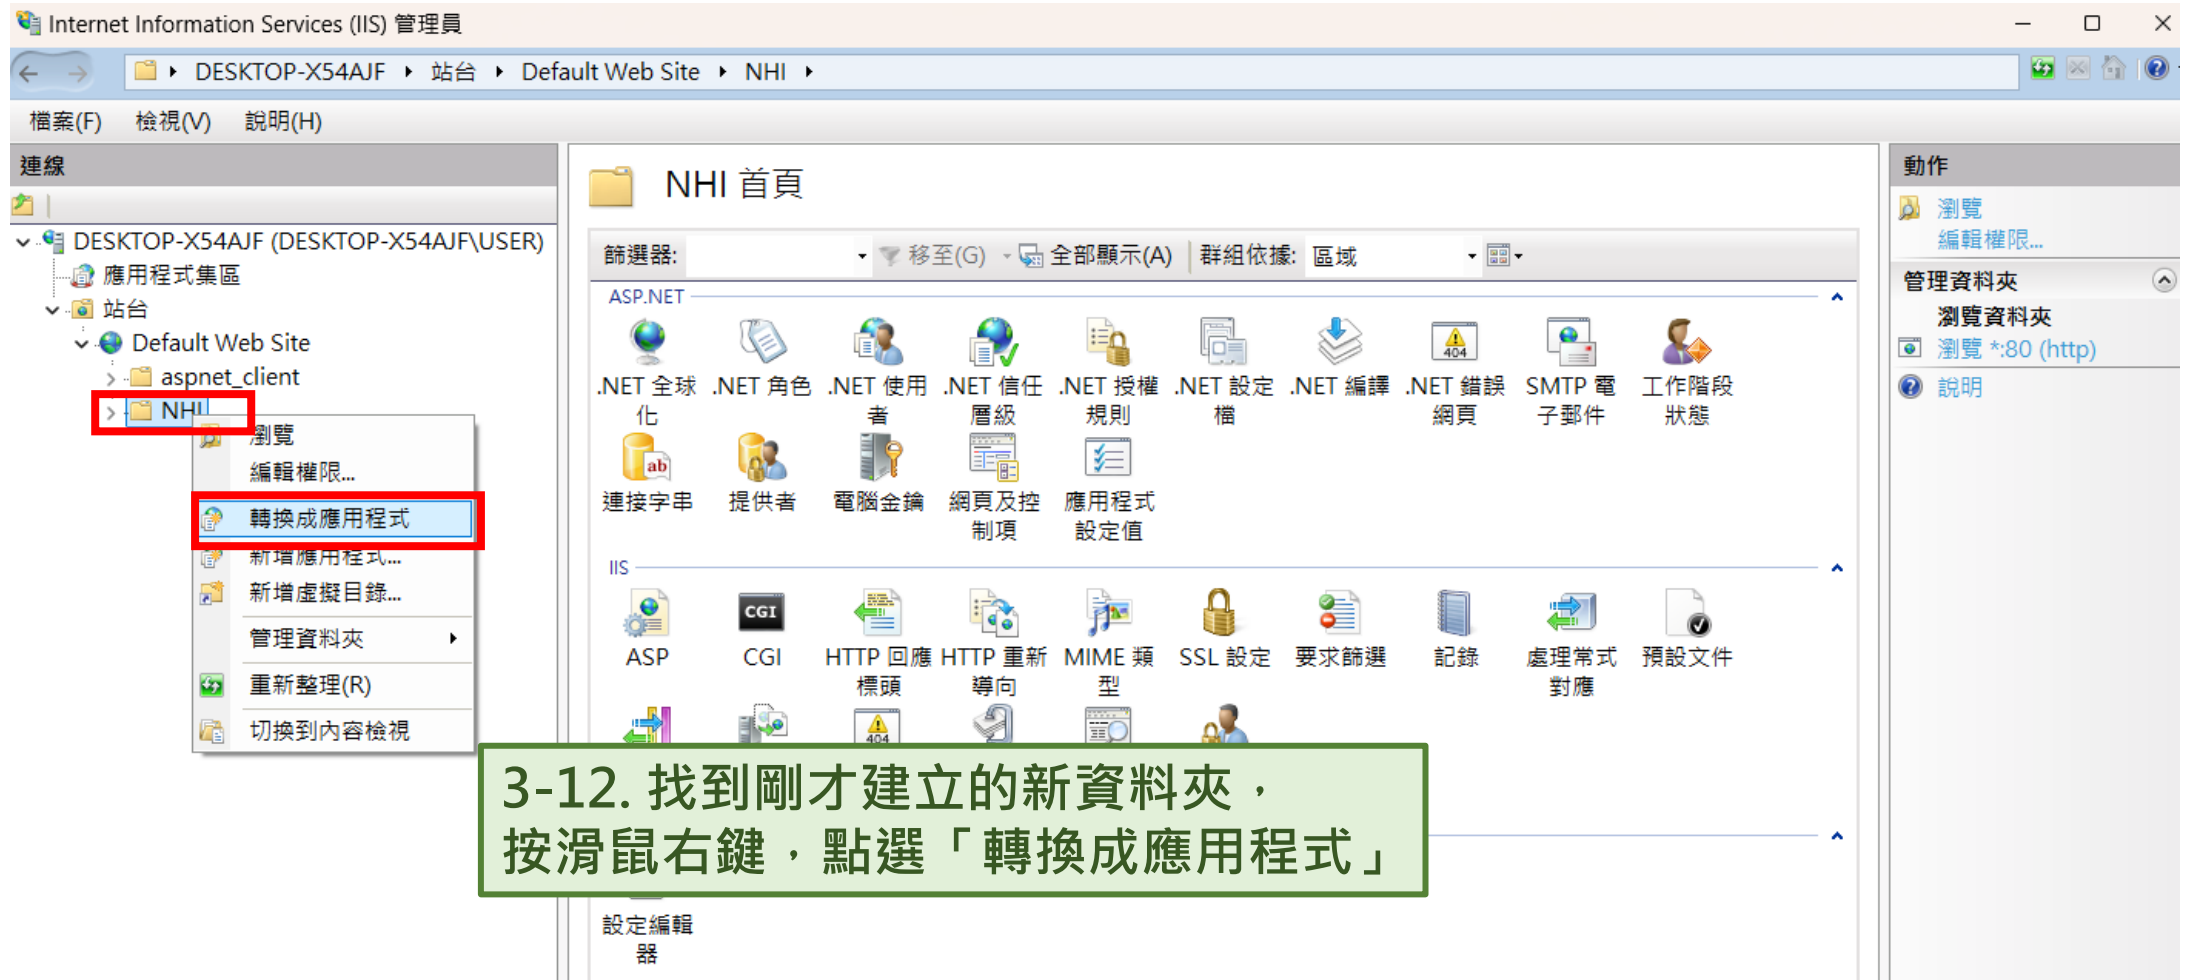 Internet Information Services (IIS) 管理員
DESKTOP-X54AJF 站台 Default Web Site NHI
檔案(F) 檢視(V) 說明(H)
連線
DESKTOP-X54AJF (DESKTOP-X54AJF\USER)
應用程式集區
站台
Default Web Site
aspnet_client
NHI
瀏覽
編輯權限...
轉換成應用程式
新增應用程式...
新增虛擬目錄...
管理資料夾
重新整理(R)
切換到內容檢視
NHI 首頁
篩選器: 移至(G) 全部顯示(A) 群組依據: 區域
ASP.NET
.NET 全球化
.NET 角色
.NET 使用者
.NET 信任層級
.NET 授權規則
.NET 設定檔
.NET 編譯
.NET 錯誤網頁
SMTP 電子郵件
工作階段狀態
連接字串
提供者
電腦金鑰
網頁及控制項
應用程式設定值
IIS
ASP
CGI
HTTP 回應標頭
HTTP 重新導向
MIME 類型
SSL 設定
要求篩選
記錄
處理常式對應
預設文件
3-12. 找到剛才建立的新資料夾，
按滑鼠右鍵，點選「轉換成應用程式」
設定編輯器
動作
瀏覽
編輯權限...
管理資料夾
瀏覽資料夾
瀏覽 *:80 (http)
說明